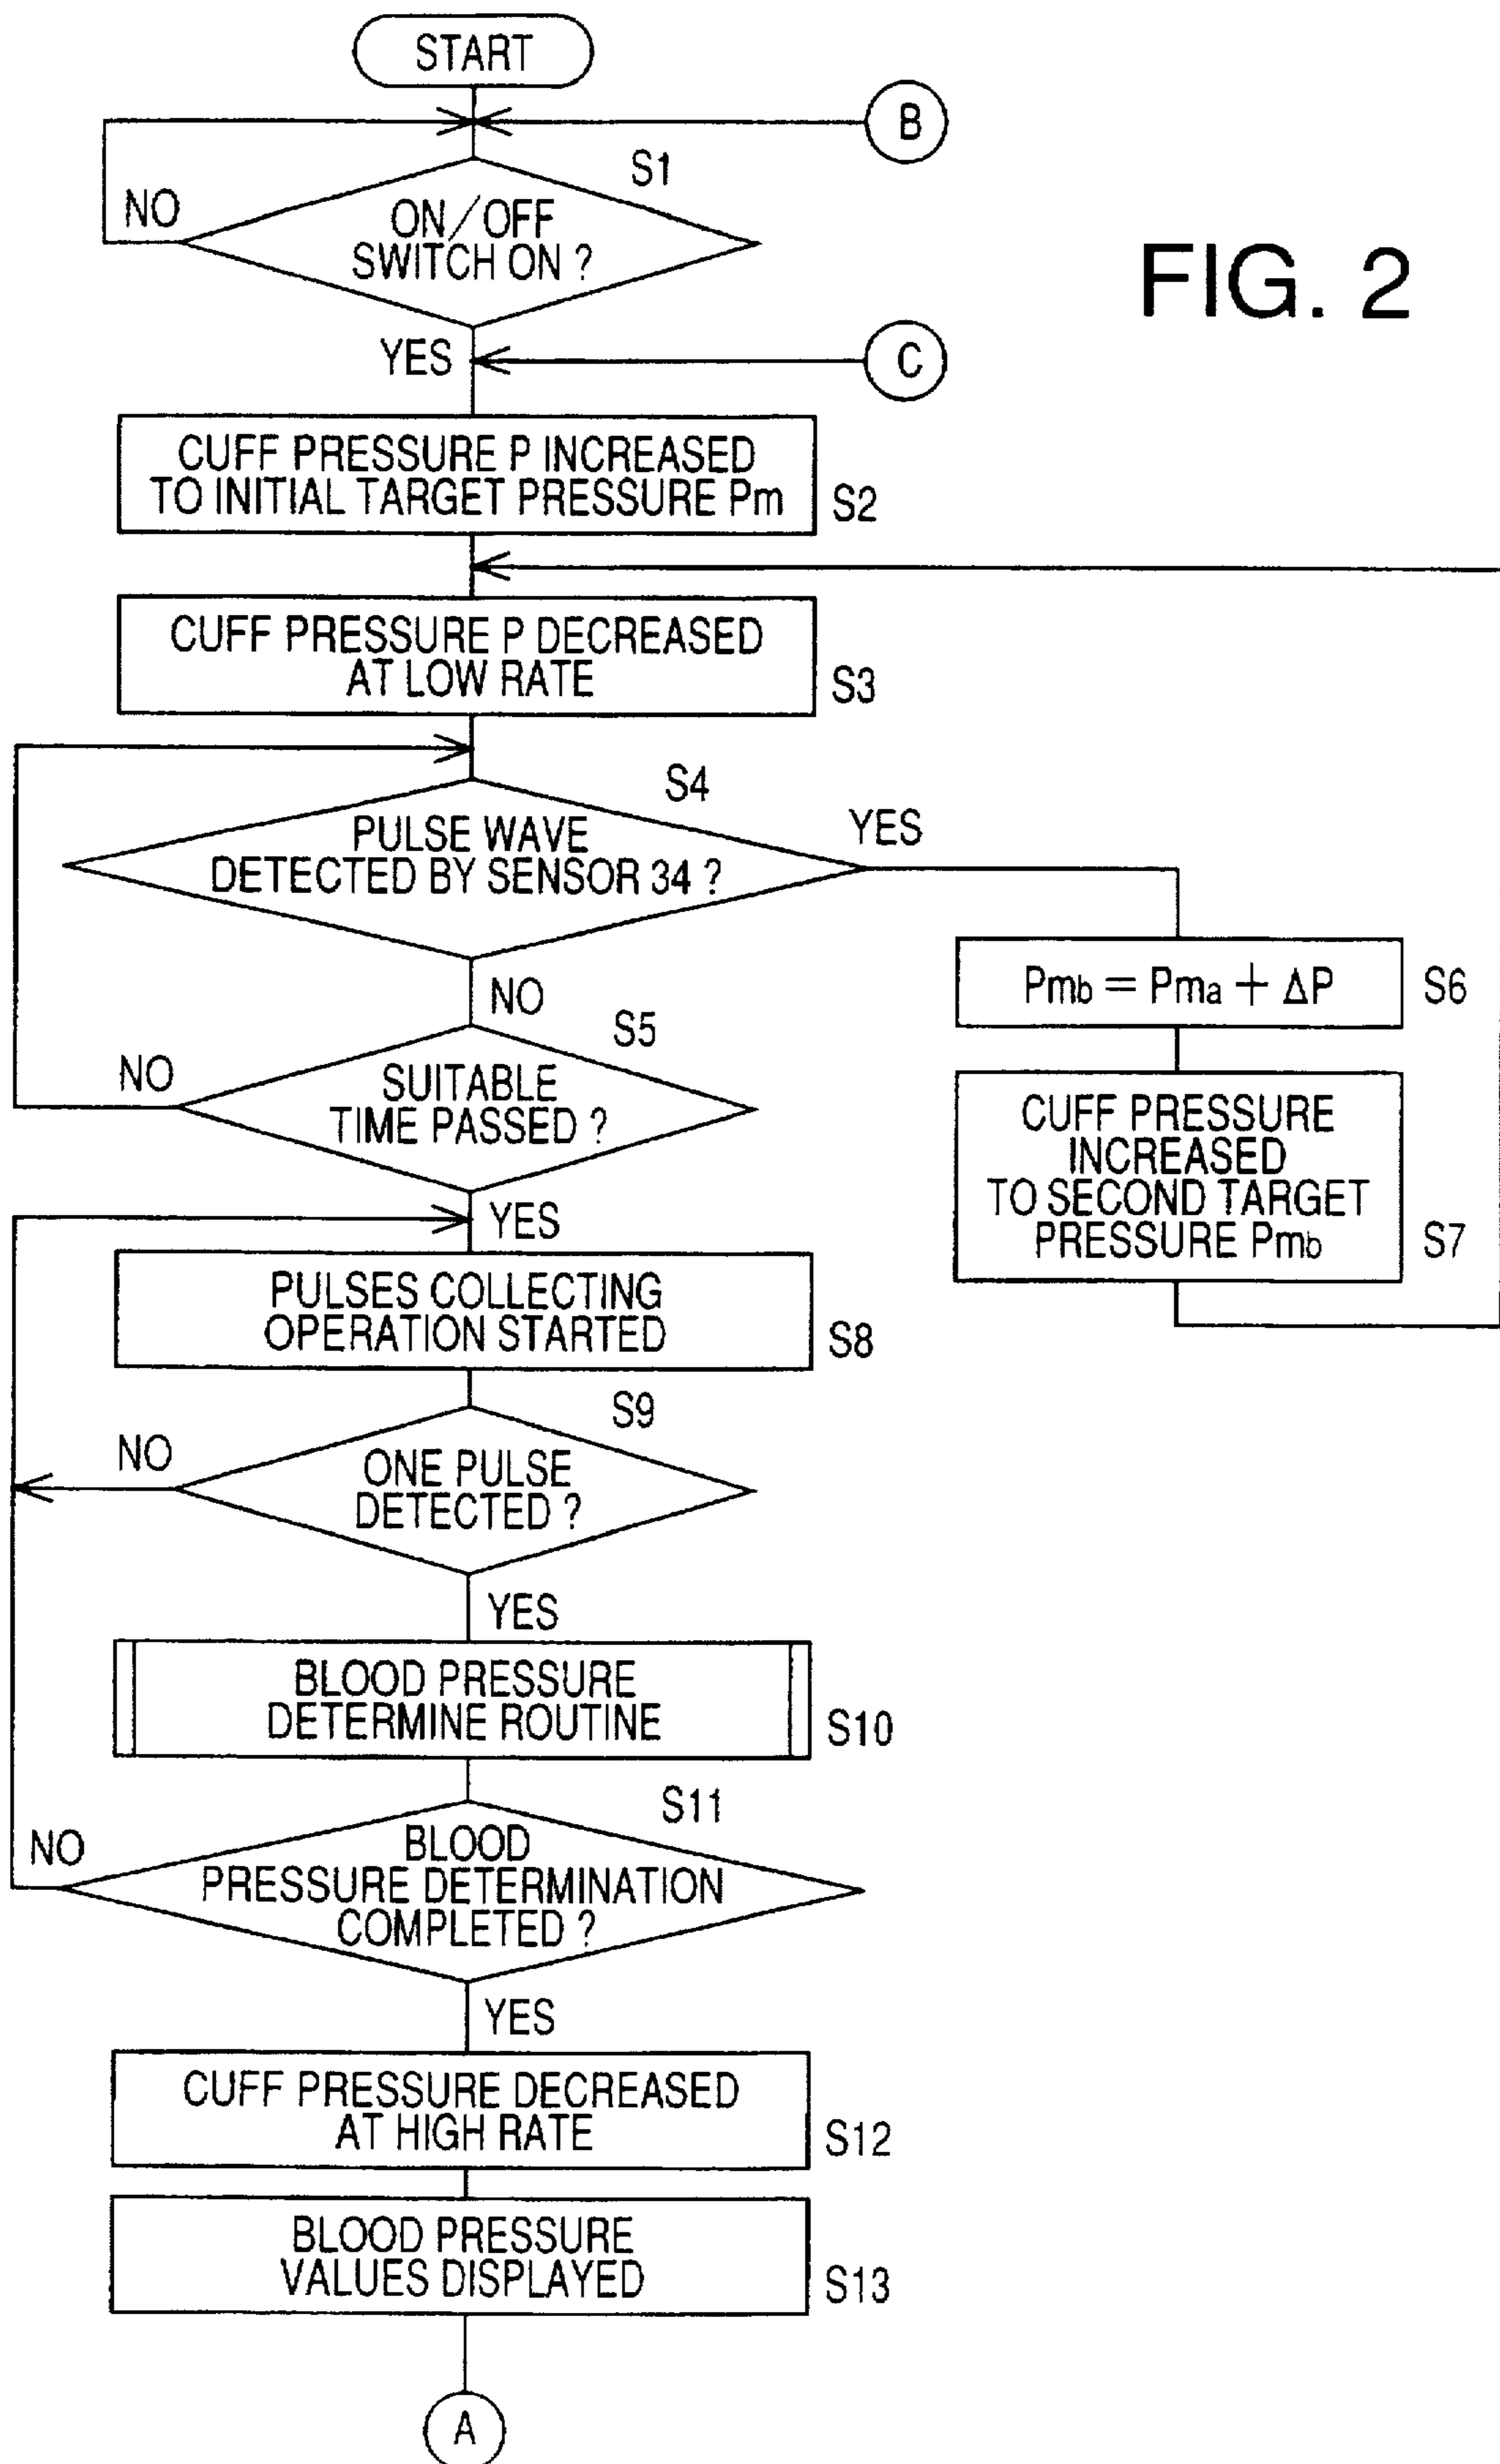 START
B
S1
NO
ON/OFF
SWITCH ON ?
FIG. 2
YES
C
CUFF PRESSURE P INCREASED
TO INITIAL TARGET PRESSURE Pm
S2
CUFF PRESSURE P DECREASED
AT LOW RATE
S3
S4
PULSE WAVE
DETECTED BY SENSOR 34 ?
YES
NO
Pmb = Pma + ΔP
S6
S5
NO
SUITABLE
TIME PASSED ?
CUFF PRESSURE
INCREASED
TO SECOND TARGET
PRESSURE Pmb
S7
YES
PULSES COLLECTING
OPERATION STARTED
S8
S9
NO
ONE PULSE
DETECTED ?
YES
BLOOD PRESSURE
DETERMINE ROUTINE
S10
S11
NO
BLOOD
PRESSURE DETERMINATION
COMPLETED ?
YES
CUFF PRESSURE DECREASED
AT HIGH RATE
S12
BLOOD PRESSURE
VALUES DISPLAYED
S13
A